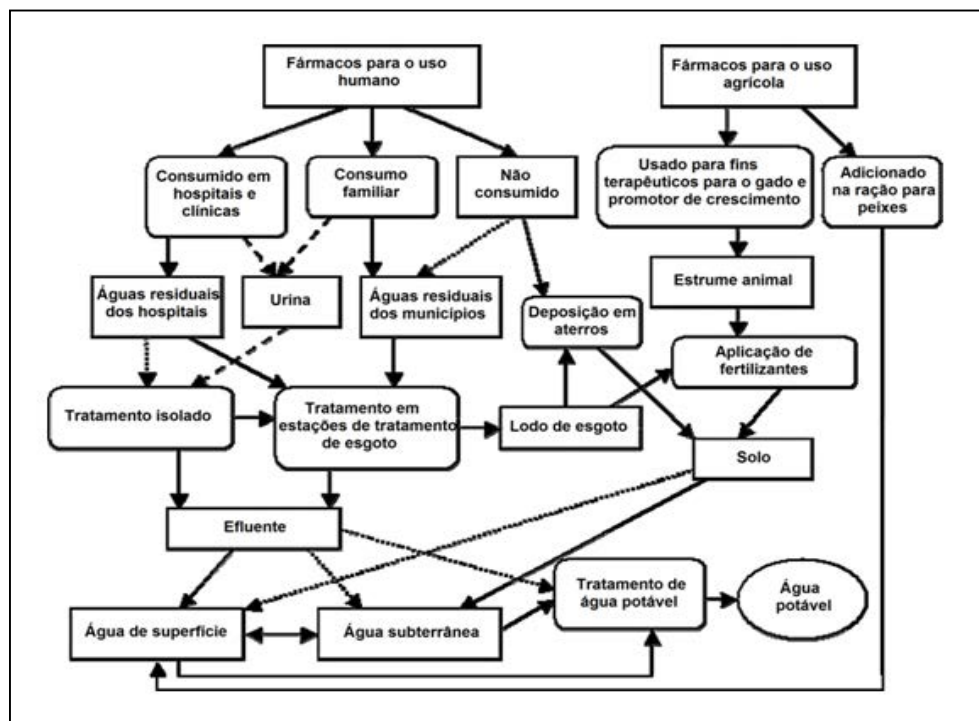 Fármacos para o uso
humano
Fármacos para o uso
agrícola
Consumido em
hospitais e
clínicas
Consumo
familiar
Não
consumido
Usado para fins
terapêuticos para o gado e
promotor de crescimento
Adicionado
na ração para
peixes
Águas residuais
dos hospitais
Urina
Águas residuais
dos municípios
Deposição em
aterros
Estrume animal
Aplicação de
fertilizantes
Tratamento isolado
Tratamento em
estações de tratamento
de esgoto
Lodo de esgoto
Solo
Efluente
Tratamento de
água potável
Água
potável
Água de superfície
Água subterrânea